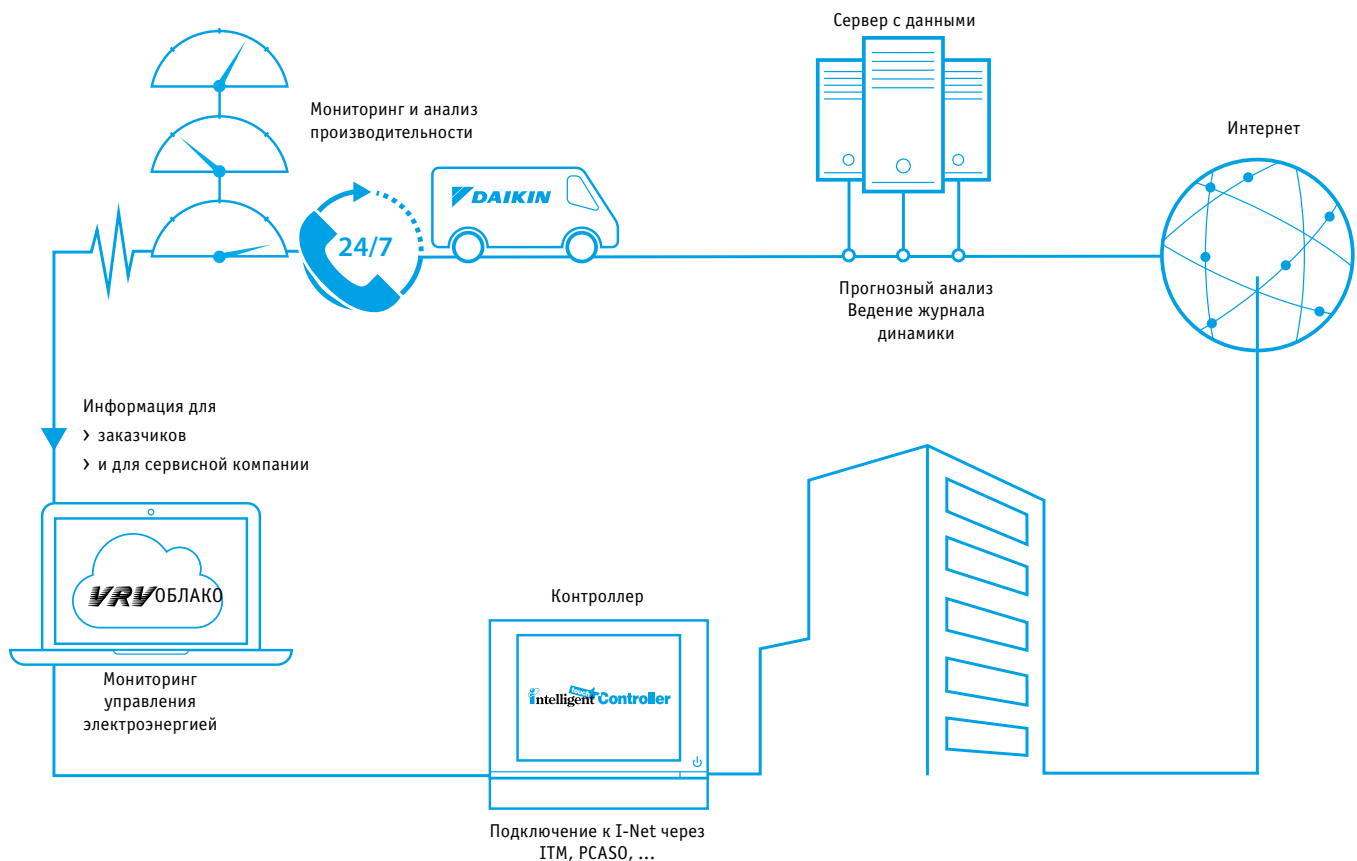 Сервер с данными
Мониторинг и анализ
производительности
Интернет
DAIKIN
24/7
Прогнозный анализ
Ведение журнала
динамики
Информация для
› заказчиков
› и для сервисной компании
VRV ОБЛАКО
Мониторинг
управления
электроэнергией
Контроллер
intelligent touch Controller
Подключение к I-Net через
ITM, PCASO, ...